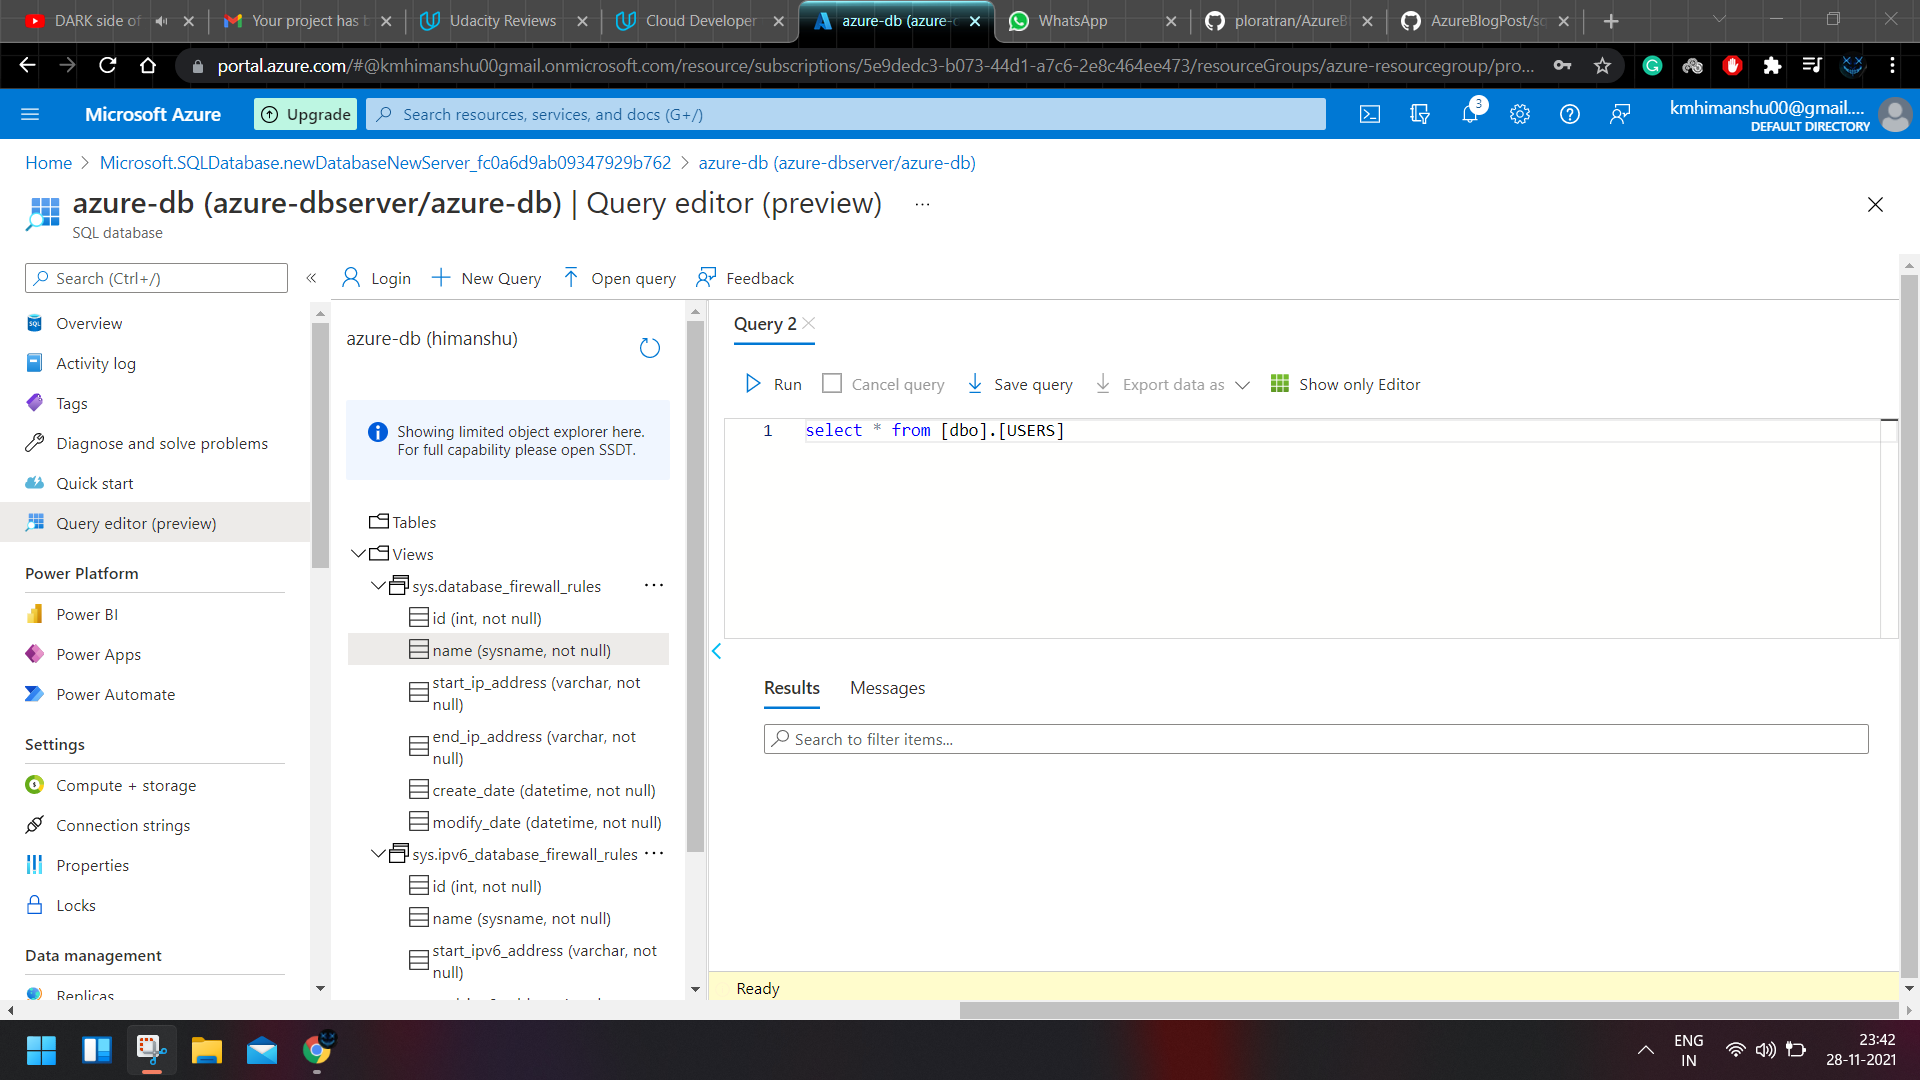 DARK side of
Your project has b
Udacity Reviews
Cloud Developer
azure-db (azure-d
WhatsApp
ploratran/AzureBl
AzureBlogPost/sq
portal.azure.com/#@kmhimanshu00gmail.onmicrosoft.com/resource/subscriptions/5e9dedc3-b073-44d1-a7c6-2e8c464ee473/resourceGroups/azure-resourcegroup/pro...
Microsoft Azure
Upgrade
Search resources, services, and docs (G+/)
3
kmhimanshu00@gmail....
DEFAULT DIRECTORY
Home > Microsoft.SQLDatabase.newDatabaseNewServer_fc0a6d9ab09347929b762 > azure-db (azure-dbserver/azure-db)
azure-db (azure-dbserver/azure-db) | Query editor (preview) ...
SQL database
Search (Ctrl+/)
«
Login
New Query
Open query
Feedback
Overview
Activity log
Tags
Diagnose and solve problems
Quick start
Query editor (preview)
Power Platform
Power BI
Power Apps
Power Automate
Settings
Compute + storage
Connection strings
Properties
Locks
Data management
Replicas
azure-db (himanshu)
Showing limited object explorer here.
For full capability please open SSDT.
Tables
Views
sys.database_firewall_rules ...
id (int, not null)
name (sysname, not null)
start_ip_address (varchar, not
null)
end_ip_address (varchar, not
null)
create_date (datetime, not null)
modify_date (datetime, not null)
sys.ipv6_database_firewall_rules ...
id (int, not null)
name (sysname, not null)
start_ipv6_address (varchar, not
null)
Query 2
Run
Cancel query
Save query
Export data as
Show only Editor
1 select * from [dbo].[USERS]
Results
Messages
Search to filter items...
Ready
ENG
IN
23:42
28-11-2021